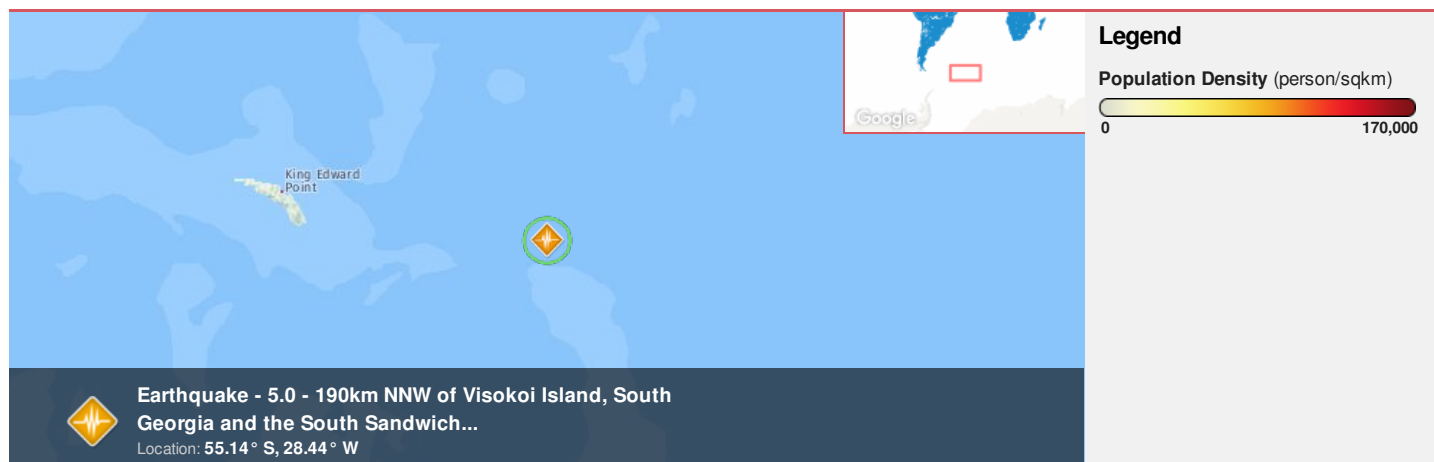 King Edward
Point
Google
Legend
Population Density (person/sqkm)
0 170,000
Earthquake - 5.0 - 190km NNW of Visokoi Island, South
Georgia and the South Sandwich...
Location: 55.14° S, 28.44° W